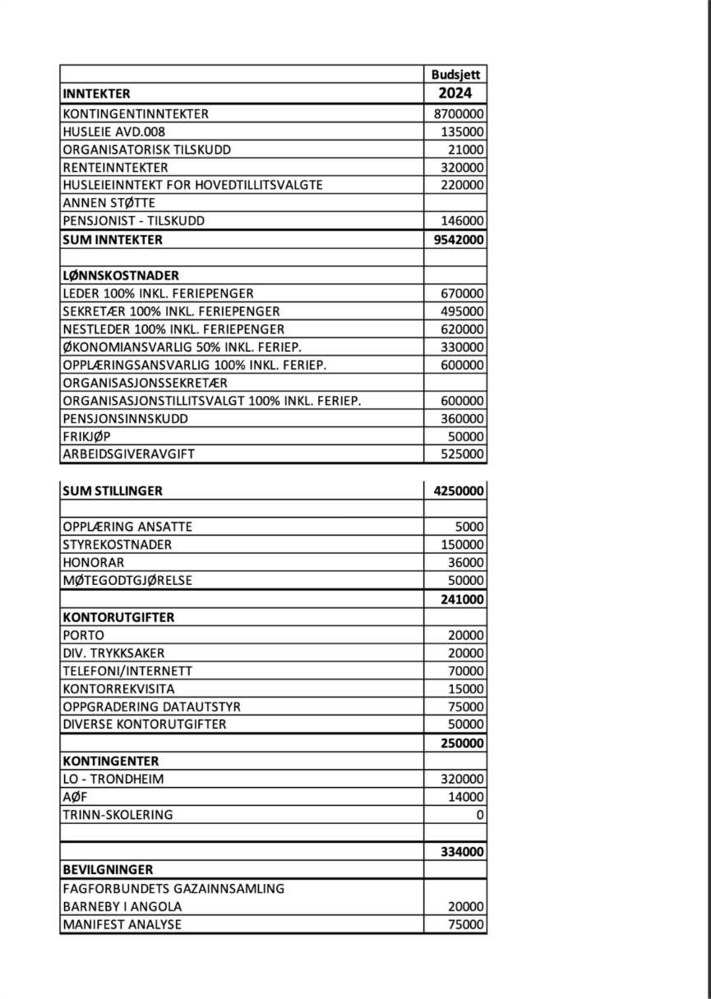 Budsjett
INNTEKTER 2024
KONTINGENTINNTEKTER 8700000
HUSLEIE AVD.008 135000
ORGANISATORISK TILSKUDD 21000
RENTEINNTEKTER 320000
HUSLEIEINNTEKT FOR HOVEDTILLITSVALGTE 220000
ANNEN STØTTE
PENSJONIST - TILSKUDD 146000
SUM INNTEKTER 9542000
LØNNSKOSTNADER
LEDER 100% INKL. FERIEPENGER 670000
SEKRETÆR 100% INKL. FERIEPENGER 495000
NESTLEDER 100% INKL. FERIEPENGER 620000
ØKONOMIANSVARLIG 50% INKL. FERIEP. 330000
OPPLÆRINGSANSVARLIG 100% INKL. FERIEP. 600000
ORGANISASJONSSEKRETÆR
ORGANISASJONSTILLITSVALGT 100% INKL. FERIEP. 600000
PENSJONSINNSKUDD 360000
FRIKJØP 50000
ARBEIDSGIVERAVGIFT 525000
SUM STILLINGER 4250000
OPPLÆRING ANSATTE 5000
STYREKOSTNADER 150000
HONORAR 36000
MØTEGODTGJØRELSE 50000
241000
KONTORUTGIFTER
PORTO 20000
DIV. TRYKKSAKER 20000
TELEFONI/INTERNETT 70000
KONTORREKVISITA 15000
OPPGRADERING DATAUTSTYR 75000
DIVERSE KONTORUTGIFTER 50000
250000
KONTINGENTER
LO - TRONDHEIM 320000
AØF 14000
TRINN-SKOLERING 0
334000
BEVILGNINGER
FAGFORBUNDETS GAZAINNSAMLING
BARNEBY I ANGOLA 20000
MANIFEST ANALYSE 75000